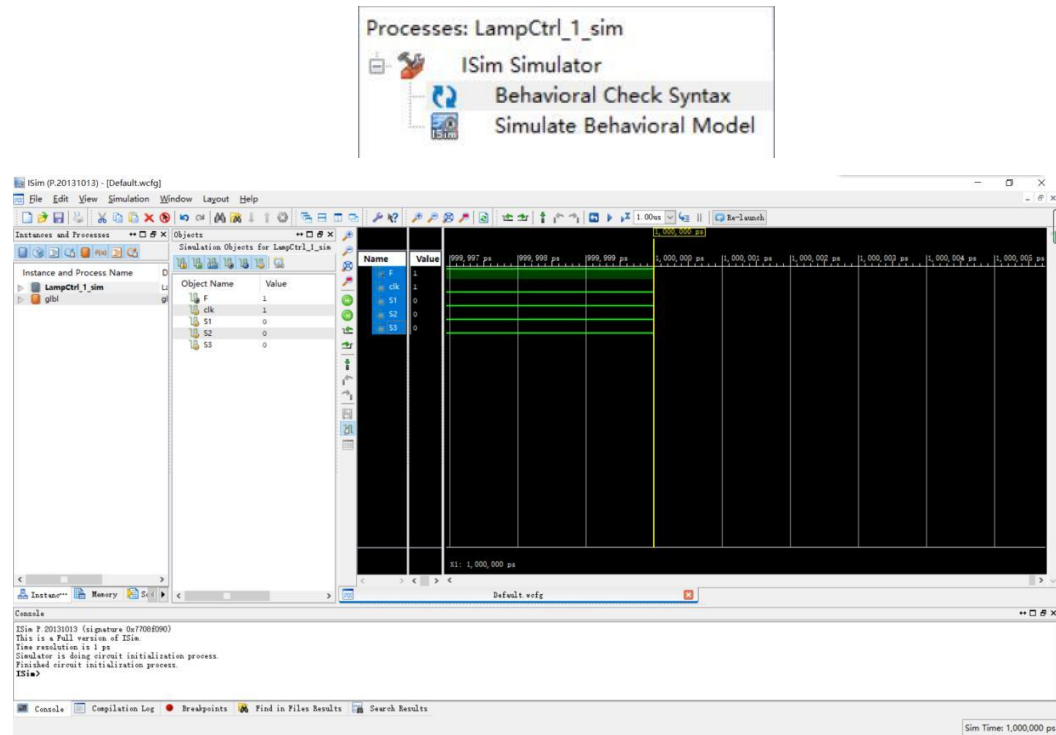 Processes: LampCtrl_1_sim
ISim Simulator
Behavioral Check Syntax
Simulate Behavioral Model
ISim (P.20131013) - [Default.wcfg]
File Edit View Simulation Window Layout Help
1.00us Re-launch
Instances and Processes
Objects
Simulation Objects for LampCtrl_1_sim
1,000,000 ps
Name Value
999,997 ps 999,998 ps 999,999 ps 1,000,000 ps 1,000,001 ps 1,000,002 ps 1,000,003 ps 1,000,004 ps 1,000,005 ps
Instance and Process Name D
LampCtrl_1_sim
glbl gl
Object Name Value
F 1
clk 1
S1 0
S2 0
S3 0
F 1
clk 1
S1 0
S2 0
S3 0
X1: 1,000,000 ps
Instanc··· Memory
Default.wcfg
Console
ISim P.20131013 (signature 0x7708f090)
This is a Full version of ISim.
Time resolution is 1 ps
Simulator is doing circuit initialization process.
Finished circuit initialization process.
ISim>
Console Compilation Log Breakpoints Find in Files Results Search Results
Sim Time: 1,000,000 ps